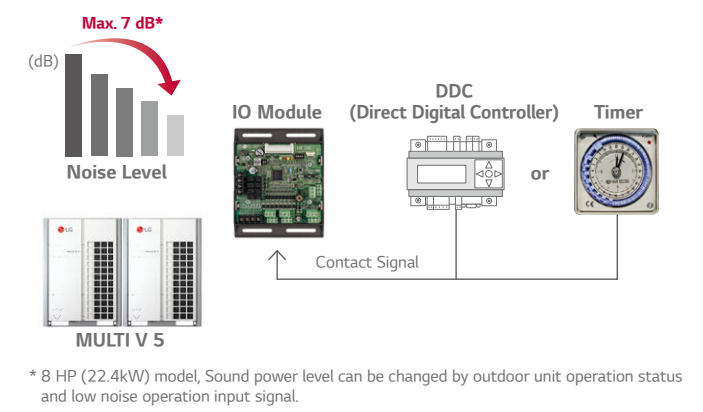 Max. 7 dB*
(dB)
Noise Level
IO Module
DDC
(Direct Digital Controller)
Timer
or
Contact Signal
LG
LG
MULTI V 5
* 8 HP (22.4kW) model, Sound power level can be changed by outdoor unit operation status
and low noise operation input signal.